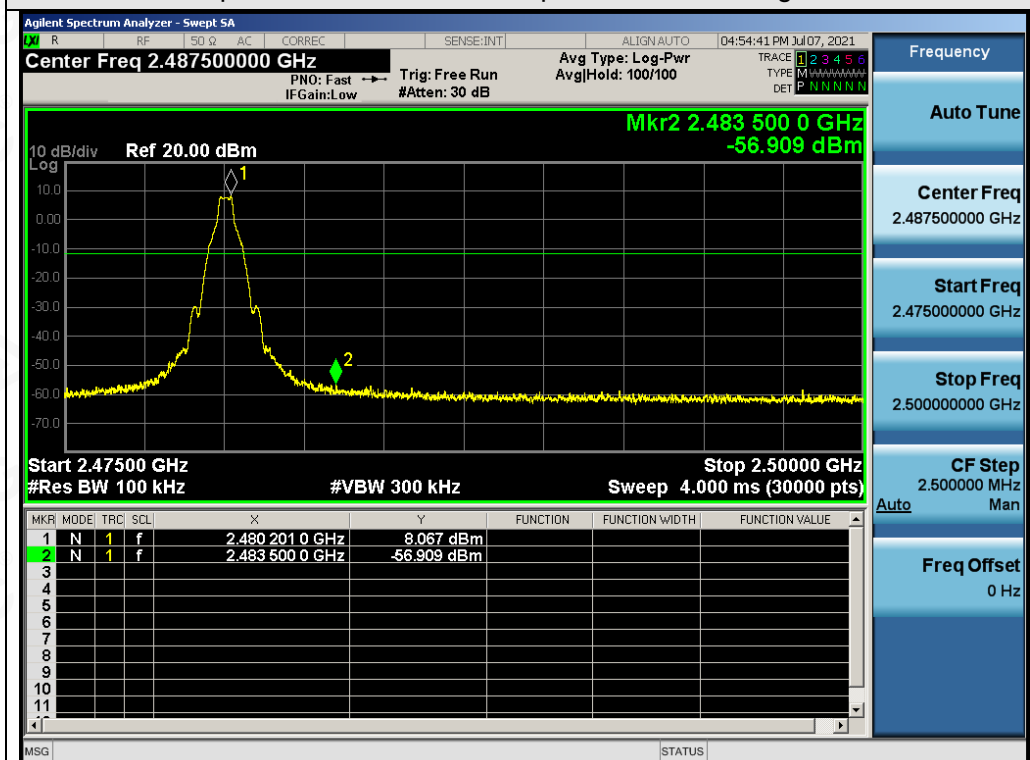 Agilent Spectrum Analyzer - Swept SA
LXI R RF 50 Ω AC CORREC SENSE:INT ALIGN AUTO 04:54:41 PM Jul 07, 2021
Center Freq 2.487500000 GHz
PNO: Fast
IFGain:Low
Trig: Free Run
#Atten: 30 dB
Avg Type: Log-Pwr
Avg|Hold: 100/100
TRACE 1 2 3 4 5 6
TYPE M WWWWW
DET P N N N N N
Mkr2 2.483 500 0 GHz
-56.909 dBm
10 dB/div Ref 20.00 dBm
Log
10.0
0.00
-10.0
-20.0
-30.0
-40.0
-50.0
-60.0
-70.0
1
2
Start 2.47500 GHz Stop 2.50000 GHz
#Res BW 100 kHz #VBW 300 kHz Sweep 4.000 ms (30000 pts)
MKR MODE TRC SCL X Y FUNCTION FUNCTION WIDTH FUNCTION VALUE
1 N 1 f 2.480 201 0 GHz 8.067 dBm
2 N 1 f 2.483 500 0 GHz -56.909 dBm
3
4
5
6
7
8
9
10
11
MSG STATUS
Frequency
Auto Tune
Center Freq
2.487500000 GHz
Start Freq
2.475000000 GHz
Stop Freq
2.500000000 GHz
CF Step
2.500000 MHz
Auto Man
Freq Offset
0 Hz